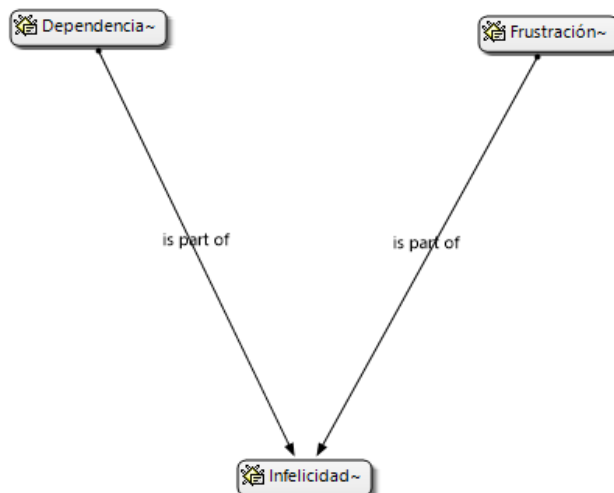 Dependencia~
Frustración~
is part of
is part of
Infelicidad~